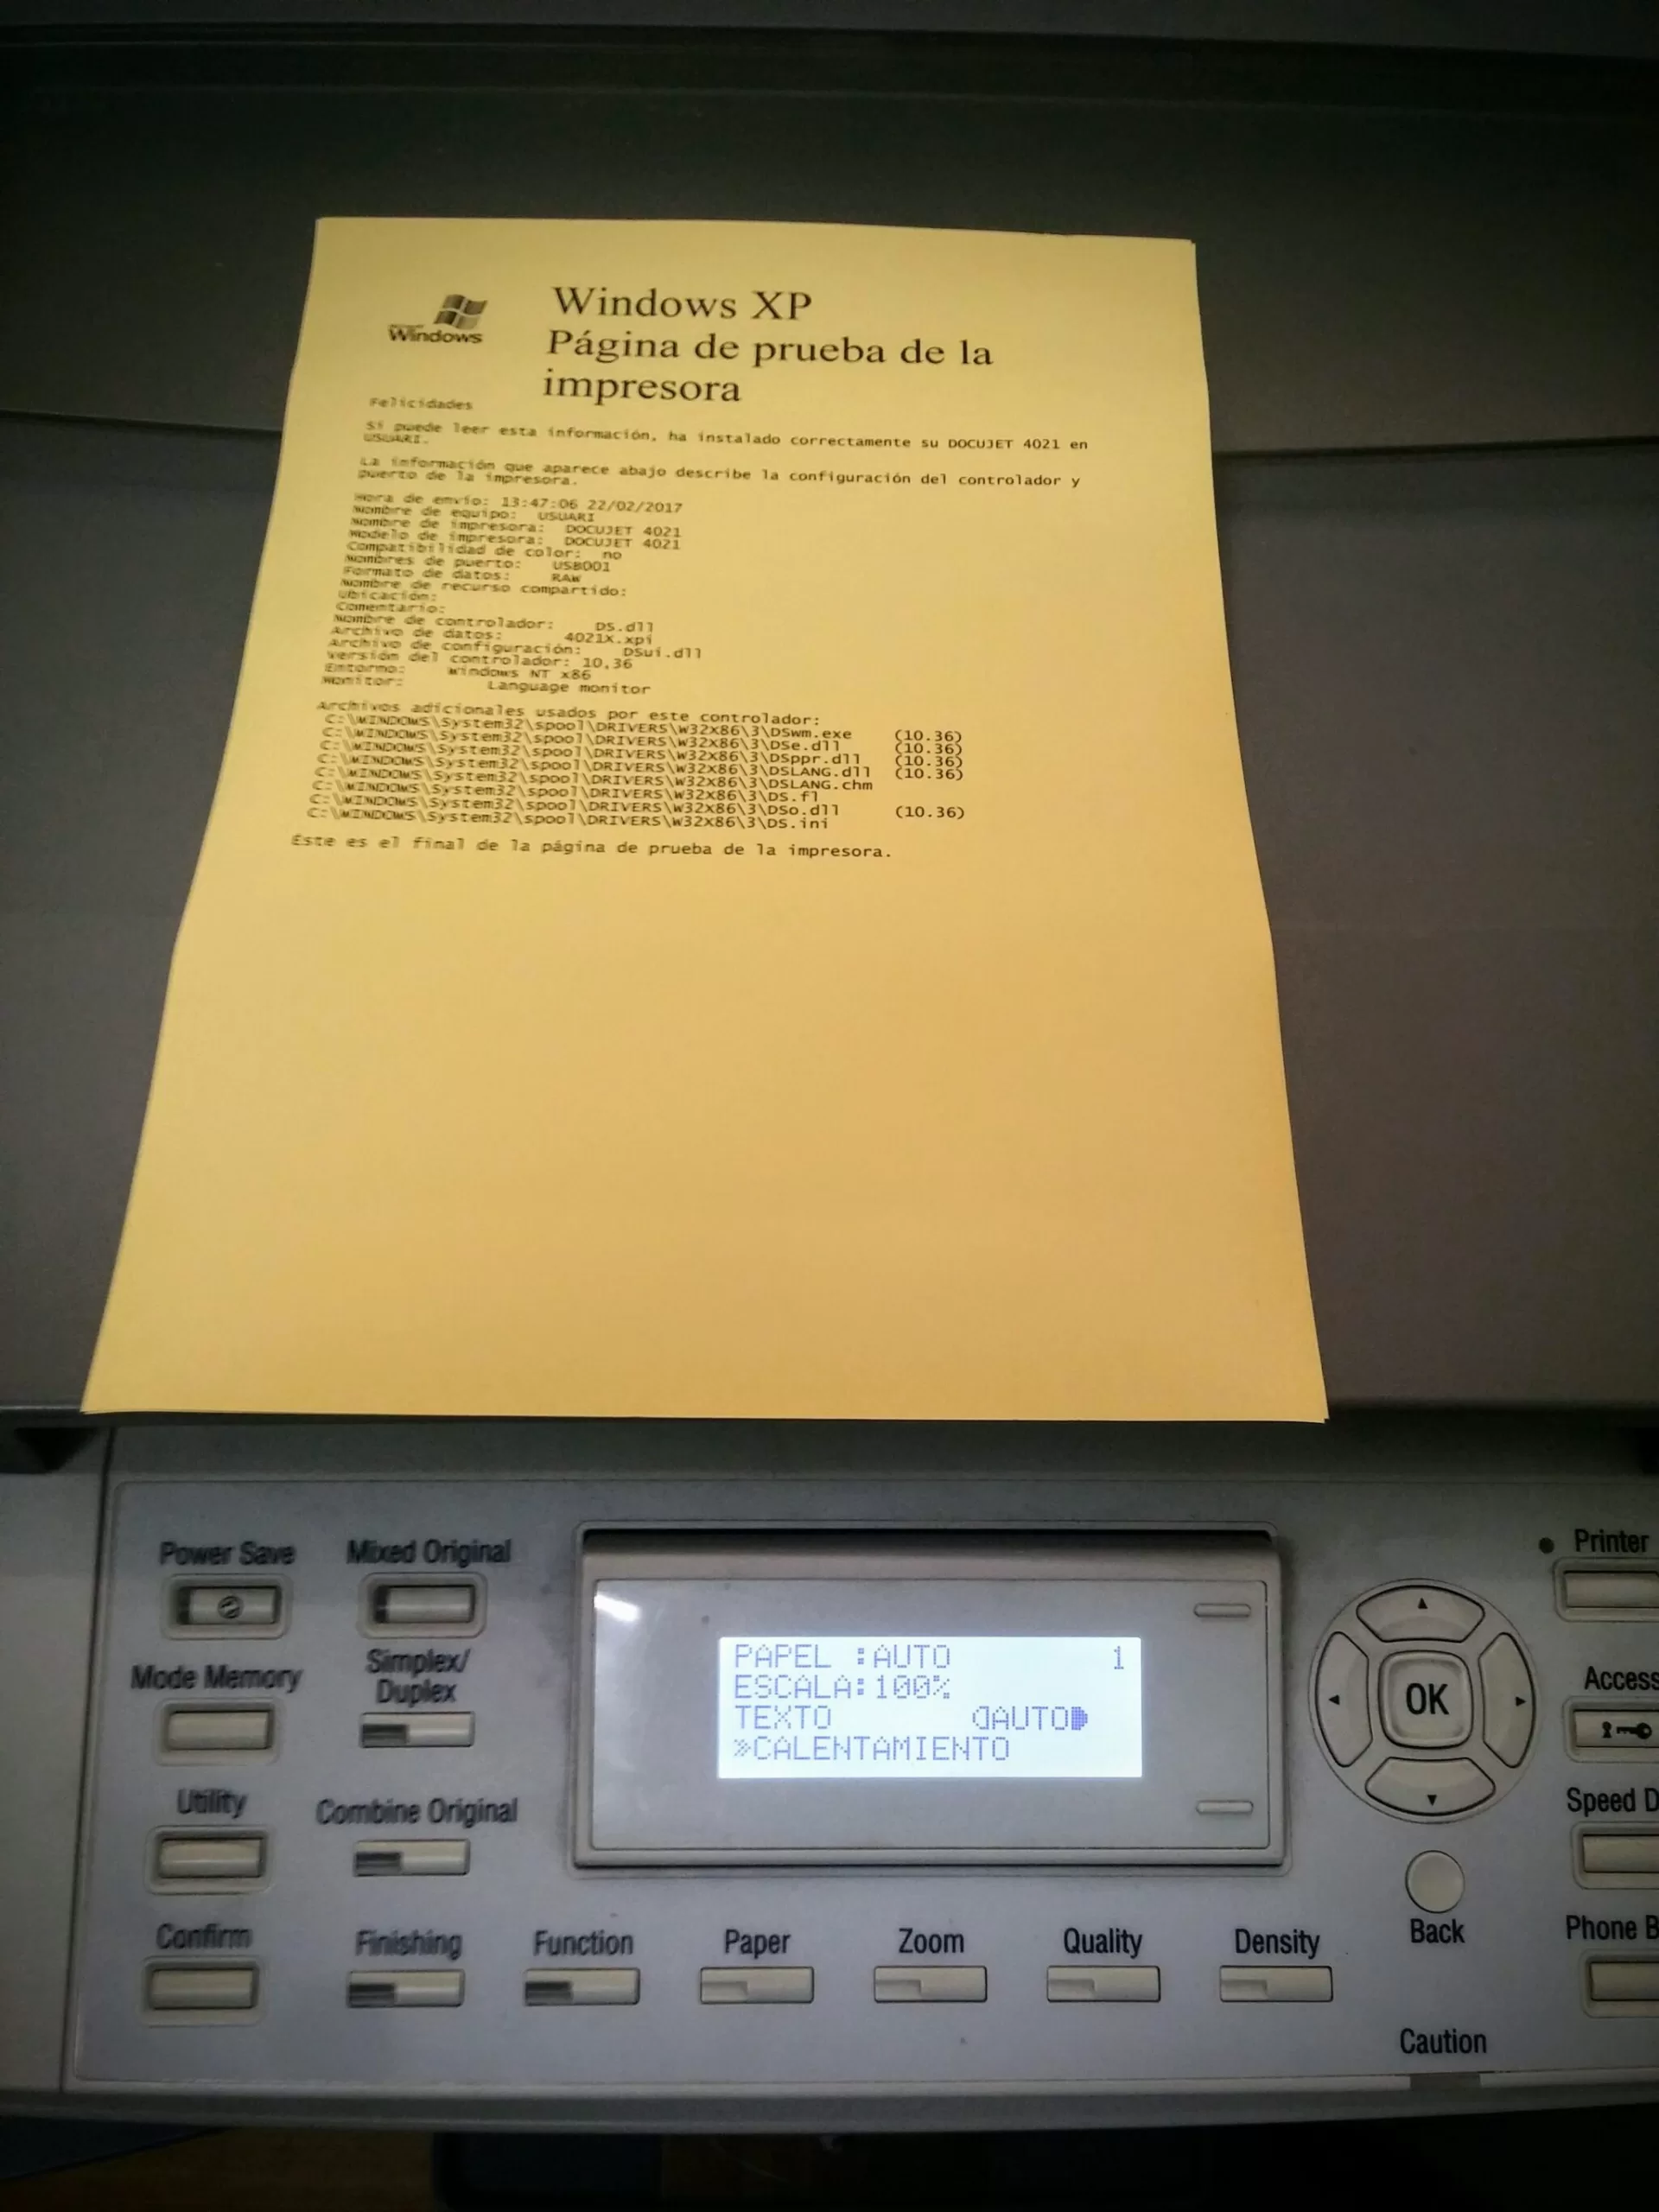 Windows
Windows XP
Página de prueba de la
impresora
Felicidades
Si puede leer esta información, ha instalado correctamente su DOCUJET 4021 en
USUARI.
La información que aparece abajo describe la configuración del controlador y
puerto de la impresora.
Hora de envío: 13:47:06 22/02/2017
Nombre de equipo: USUARI
Nombre de impresora: DOCUJET 4021
Modelo de impresora: DOCUJET 4021
Compatibilidad de color: no
Nombres de puerto: USB001
Formato de datos: RAW
Nombre de recurso compartido:
Ubicación:
Comentario:
Nombre de controlador: DS.dll
Archivo de datos: 4021X.xpi
Archivo de configuración: DSui.dll
Versión del controlador: 10,36
Entorno: Windows NT x86
Monitor: Language monitor
Archivos adicionales usados por este controlador:
C:\WINDOWS\System32\spool\DRIVERS\W32X86\3\DSwm.exe (10.36)
C:\WINDOWS\System32\spool\DRIVERS\W32X86\3\DSe.dll (10.36)
C:\WINDOWS\System32\spool\DRIVERS\W32X86\3\DSppr.dll (10.36)
C:\WINDOWS\System32\spool\DRIVERS\W32X86\3\DSLANG.dll (10.36)
C:\WINDOWS\System32\spool\DRIVERS\W32X86\3\DSLANG.chm
C:\WINDOWS\System32\spool\DRIVERS\W32X86\3\DS.fl
C:\WINDOWS\System32\spool\DRIVERS\W32X86\3\DSo.dll (10.36)
C:\WINDOWS\System32\spool\DRIVERS\W32X86\3\DS.ini
Éste es el final de la página de prueba de la impresora.
Power Save
Mixed Original
Mode Memory
Simplex/
Duplex
Utility
Combine Original
Confirm
Finishing
Function
Paper
Zoom
Quality
Density
PAPEL :AUTO 1
ESCALA:100%
TEXTO AUTO
»CALENTAMIENTO
OK
Back
Caution
Printer
Access
Speed D
Phone B